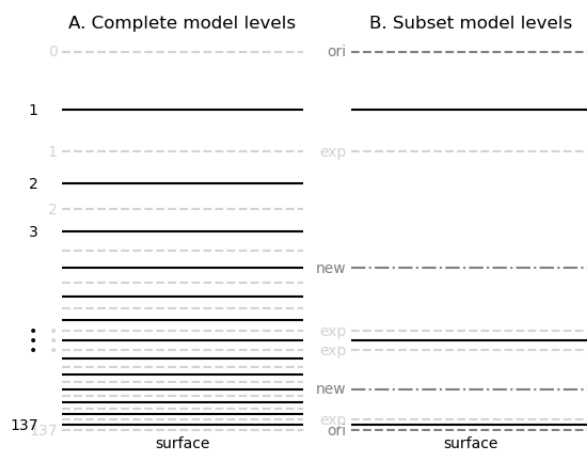 A. Complete model levels
0
1
1
2
2
3
137
137
surface
B. Subset model levels
ori
exp
new
exp
exp
new
exp
ori
surface